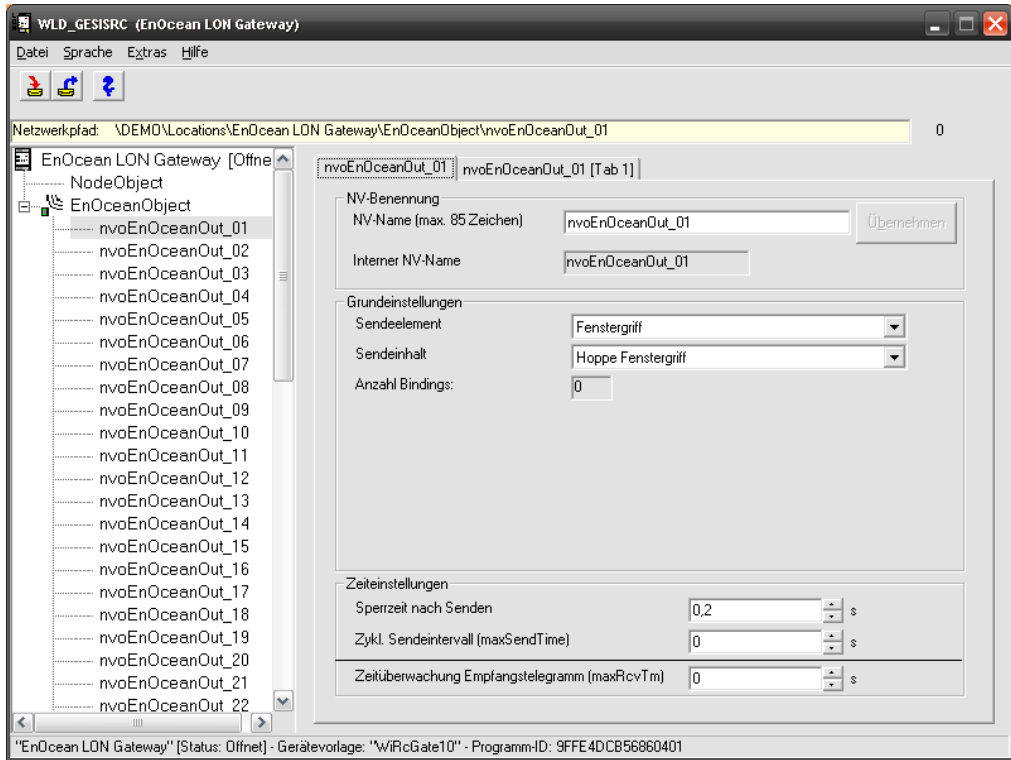 WLD_GESISRC (EnOcean LON Gateway)
Datei Sprache Extras Hilfe
Netzwerkpfad: \DEMO\Locations\EnOcean LON Gateway\EnOceanObject\nvoEnOceanOut_01 0
EnOcean LON Gateway [Offne
NodeObject
EnOceanObject
nvoEnOceanOut_01
nvoEnOceanOut_02
nvoEnOceanOut_03
nvoEnOceanOut_04
nvoEnOceanOut_05
nvoEnOceanOut_06
nvoEnOceanOut_07
nvoEnOceanOut_08
nvoEnOceanOut_09
nvoEnOceanOut_10
nvoEnOceanOut_11
nvoEnOceanOut_12
nvoEnOceanOut_13
nvoEnOceanOut_14
nvoEnOceanOut_15
nvoEnOceanOut_16
nvoEnOceanOut_17
nvoEnOceanOut_18
nvoEnOceanOut_19
nvoEnOceanOut_20
nvoEnOceanOut_21
nvoEnOceanOut_22
nvoEnOceanOut_01 nvoEnOceanOut_01 [Tab 1]
NV-Benennung
NV-Name (max. 85 Zeichen) nvoEnOceanOut_01 Übernehmen
Interner NV-Name nvoEnOceanOut_01
Grundeinstellungen
Sendeelement Fenstergriff
Sendeinhalt Hoppe Fenstergriff
Anzahl Bindings: 0
Zeiteinstellungen
Sperrzeit nach Senden 0,2 s
Zykl. Sendeintervall (maxSendTime) 0 s
Zeitüberwachung Empfangstelegramm (maxRcvTm) 0 s
"EnOcean LON Gateway" [Status: Offnet] - Gerätevorlage: "WiRcGate10" - Programm-ID: 9FFE4DCB56860401